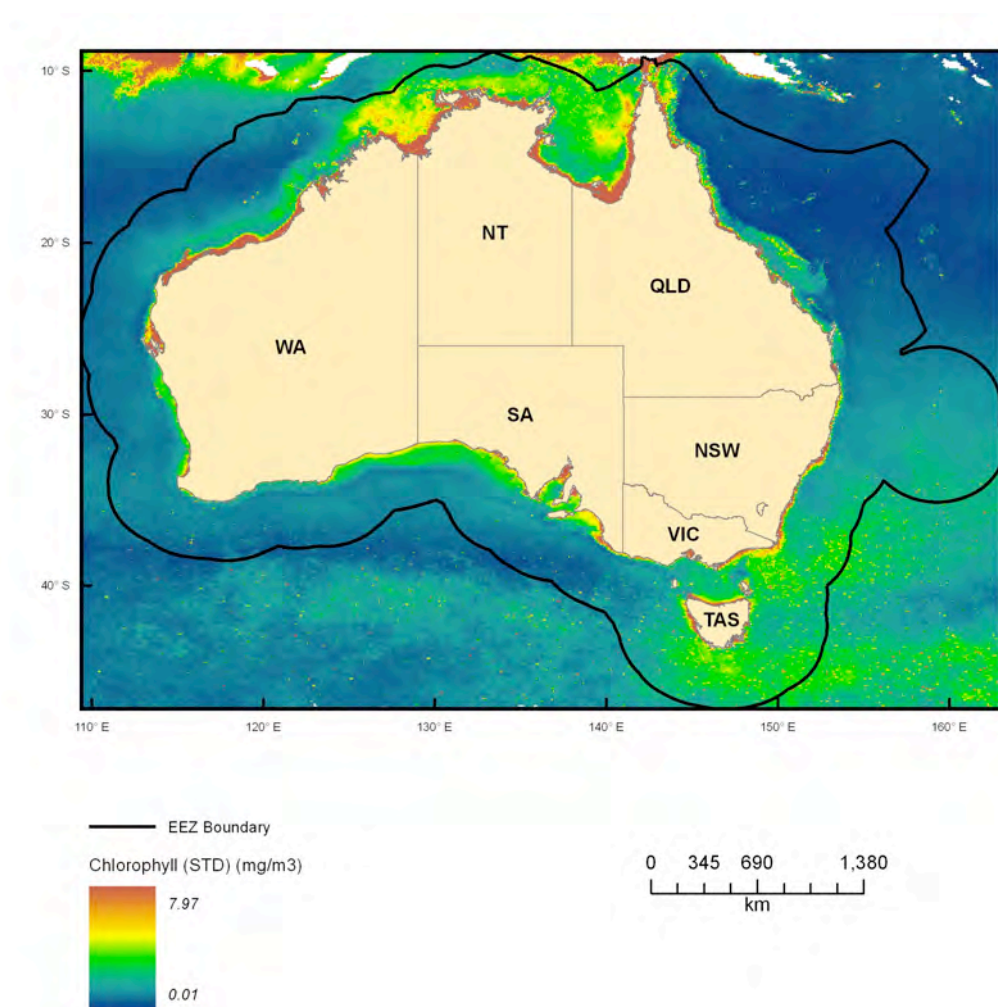 10° S
NT
20° S
QLD
WA
30° S
SA
NSW
VIC
40° S
TAS
110° E 120° E 130° E 140° E 150° E 160° E
EEZ Boundary
Chlorophyll (STD) (mg/m3)
7.97
0.01
0 345 690 1,380
km